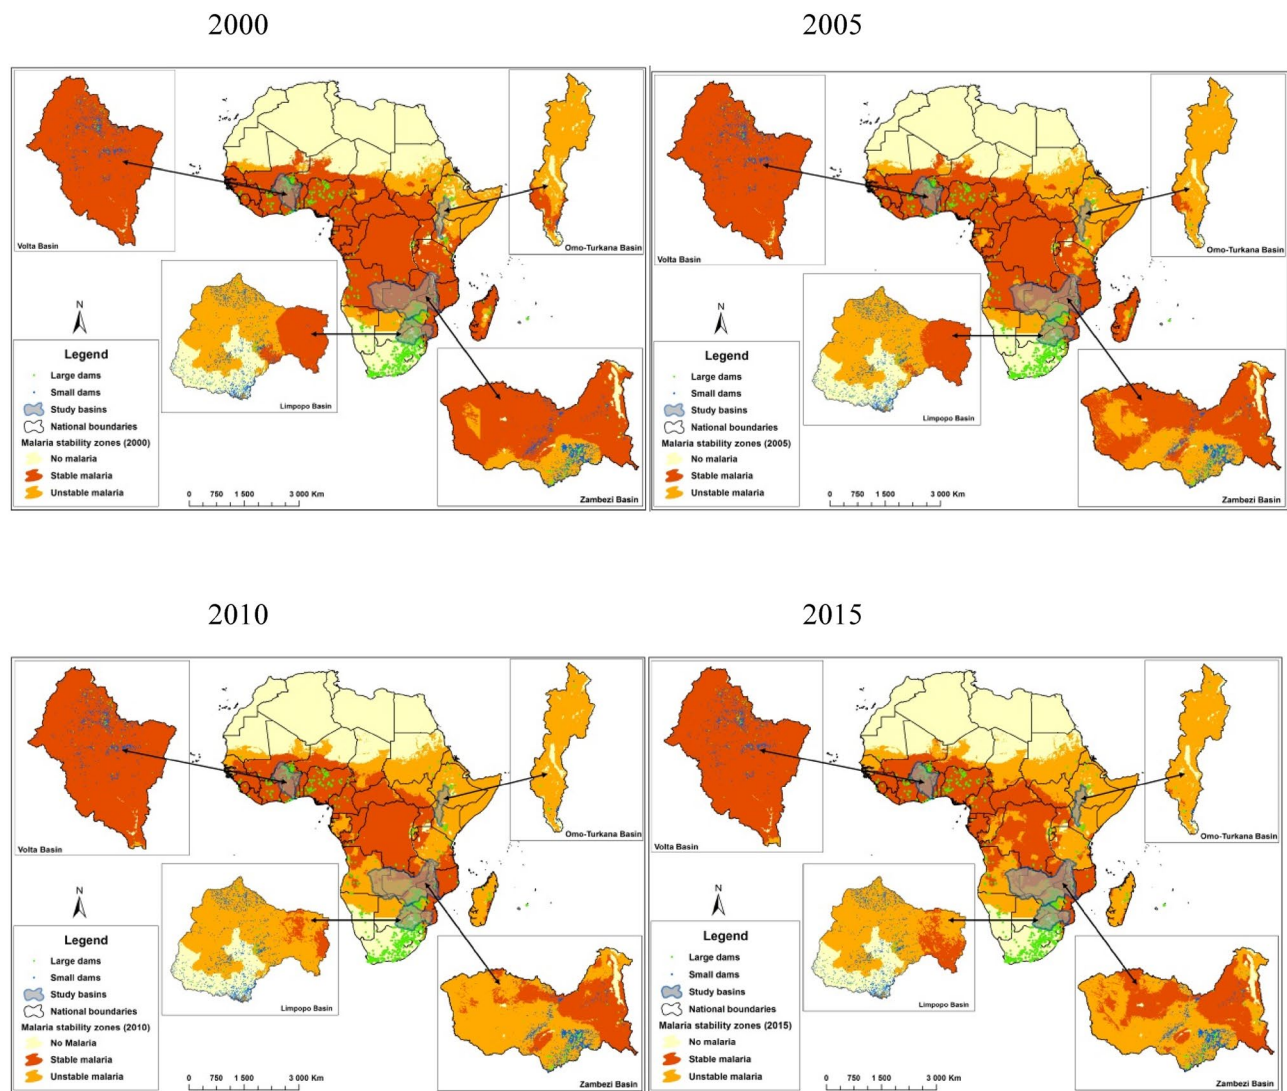 2000
2005
Volta Basin
Omo-Turkana Basin
N
Limpopo Basin
Legend
Large dams
Small dams
Study basins
National boundaries
Malaria stability zones (2000)
No malaria
Stable malaria
Unstable malaria
0 750 1 500 3 000 Km
Zambezi Basin
Volta Basin
Omo-Turkana Basin
N
Limpopo Basin
Legend
Large dams
Small dams
Study basins
National boundaries
Malaria stability zones (2005)
No malaria
Stable malaria
Unstable malaria
0 750 1 500 3 000 Km
Zambezi Basin
2010
2015
Volta Basin
Omo-Turkana Basin
N
Limpopo Basin
Legend
Large dams
Small dams
Study basins
National boundaries
Malaria stability zones (2010)
No Malaria
Stable malaria
Unstable malaria
0 750 1 500 3 000 Km
Zambezi Basin
Volta Basin
Omo-Turkana Basin
N
Limpopo Basin
Legend
Large dams
Small dams
Study basins
National boundaries
Malaria stability zones (2015)
No malaria
Stable malaria
Unstable malaria
0 750 1 500 3 000 Km
Zambezi Basin